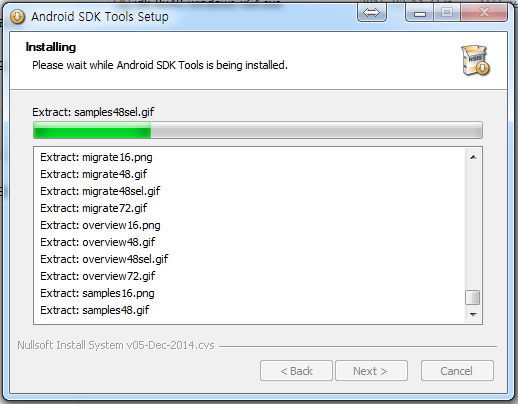 Android SDK Tools Setup
Installing
Please wait while Android SDK Tools is being installed.
Extract: samples48sel.gif
Extract: migrate16.png
Extract: migrate48.gif
Extract: migrate48sel.gif
Extract: migrate72.gif
Extract: overview16.png
Extract: overview48.gif
Extract: overview48sel.gif
Extract: overview72.gif
Extract: samples16.png
Extract: samples48.gif
Nullsoft Install System v05-Dec-2014.cvs
< Back
Next >
Cancel